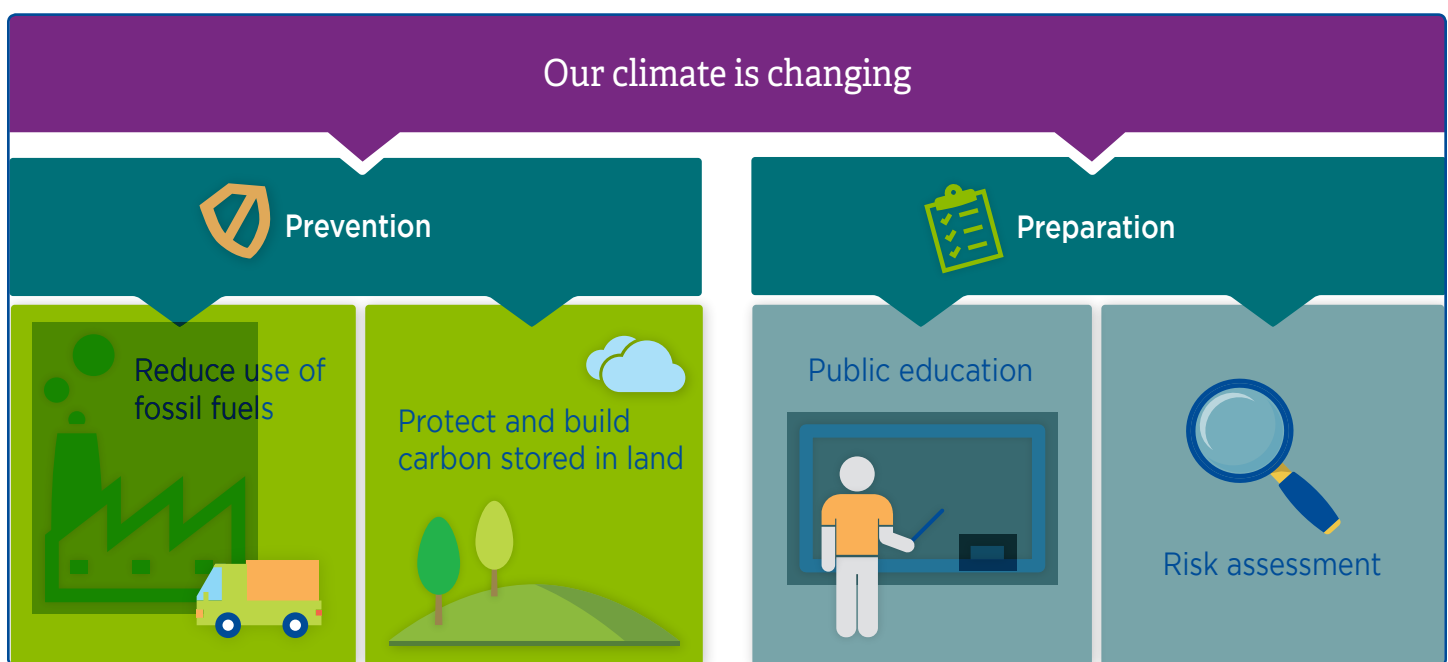 Our climate is changing
Prevention
Preparation
Reduce use of
fossil fuels
Protect and build
carbon stored in land
Public education
Risk assessment